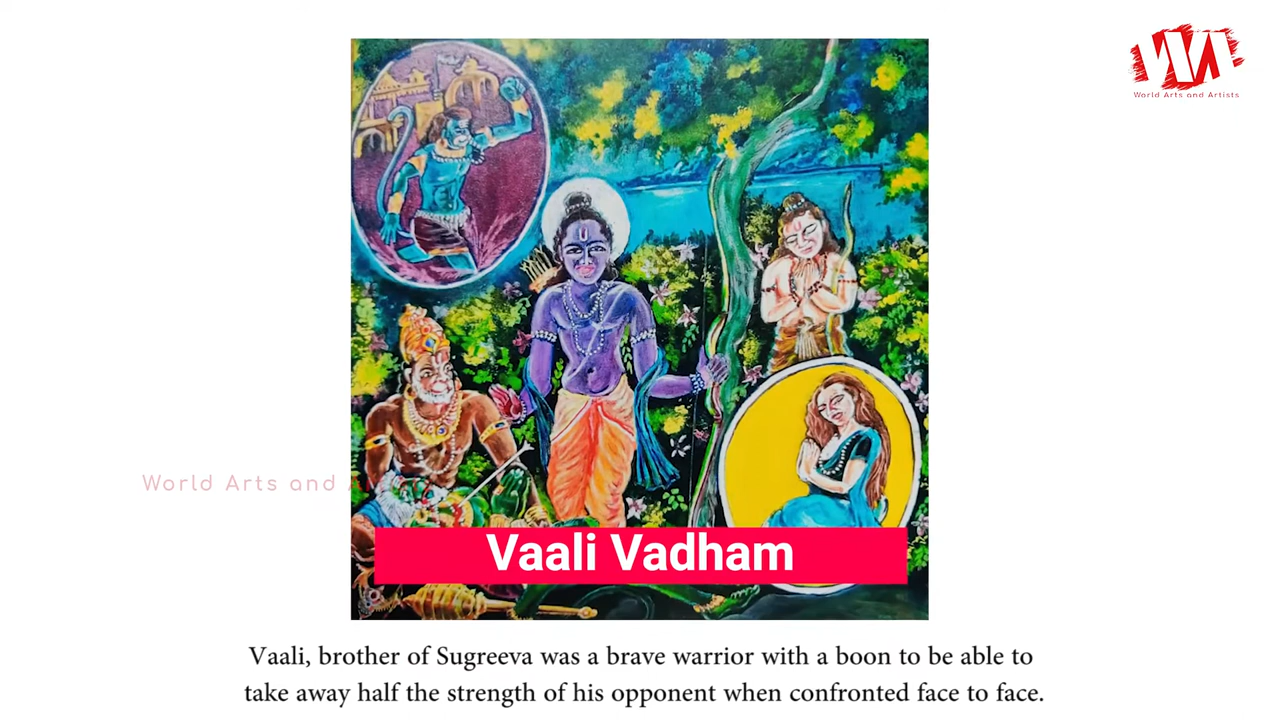 World Arts and Artists
World Arts and A
Vaali Vadham
Vaali, brother of Sugreeva was a brave warrior with a boon to be able to
take away half the strength of his opponent when confronted face to face.